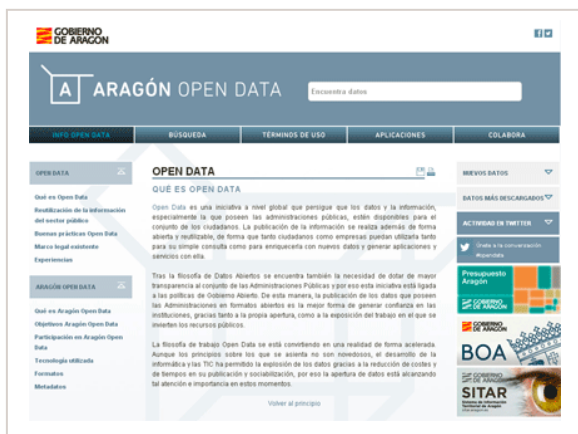 GOBIERNO
DE ARAGON
A ARAGÓN OPEN DATA
Encuentra datos
INFO OPEN DATA
BÚSQUEDA
TÉRMINOS DE USO
APLICACIONES
COLABORA
OPEN DATA
Qué es Open Data
Reutilización de la información
del sector público
Buenas prácticas Open Data
Marco legal existente
Experiencias
ARAGÓN OPEN DATA
Qué es Aragón Open Data
Objetivos Aragón Open Data
Participación en Aragón Open
Data
Tecnología utilizada
Formatos
Metadatos
OPEN DATA
QUÉ ES OPEN DATA
Open Data es una iniciativa a nivel global que persigue que los datos y la información,
especialmente la que poseen las administraciones públicas, estén disponibles para el
conjunto de los ciudadanos. La publicación de la información se realiza además de forma
abierta y reutilizable, de forma que tanto ciudadanos como empresas puedan utilizarla tanto
para su simple consulta como para enriquecerla con nuevos datos y generar aplicaciones y
servicios con ella.
Tras la filosofía de Datos Abiertos se encuentra también la necesidad de dotar de mayor
transparencia al conjunto de las Administraciones Públicas y por eso esta iniciativa está ligada
a las políticas de Gobierno Abierto. De esta manera, la publicación de los datos que poseen
las Administraciones en formatos abiertos es la mejor forma de generar confianza en las
instituciones, gracias tanto a la propia apertura, como a la exposición del trabajo en el que se
invierten los recursos públicos.
La filosofía de trabajo Open Data se está convirtiendo en una realidad de forma acelerada.
Aunque los principios sobre los que se asienta no son novedosos, el desarrollo de la
informática y las TIC ha permitido la explosión de los datos gracias a la reducción de costes y
de tiempos en su publicación y sociabilización, por eso la apertura de datos está alcanzando
tal atención e importancia en estos momentos.
Volver al principio
NUEVOS DATOS
DATOS MÁS DESCARGADOS
ACTIVIDAD EN TWITTER
Únete a la conversación
#opendata
Presupuesto
Aragón
GOBIERNO
DE ARAGON
GOBIERNO
DE ARAGON
BOA
GOBIERNO
DE ARAGON
SITAR
Sistema de Información
Territorial de Aragón